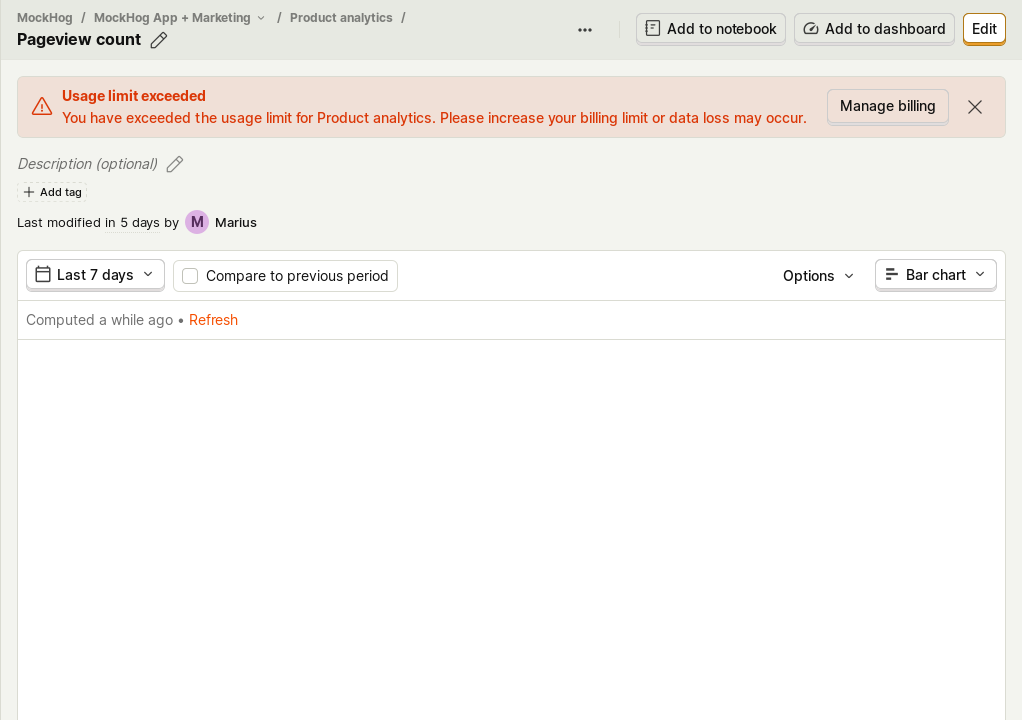 MockHog / MockHog App + Marketing / Product analytics /
Pageview count
••• Add to notebook Add to dashboard Edit
Usage limit exceeded
You have exceeded the usage limit for Product analytics. Please increase your billing limit or data loss may occur.
Manage billing
Description (optional)
+ Add tag
Last modified in 5 days by M Marius
Last 7 days Compare to previous period Options Bar chart
Computed a while ago • Refresh